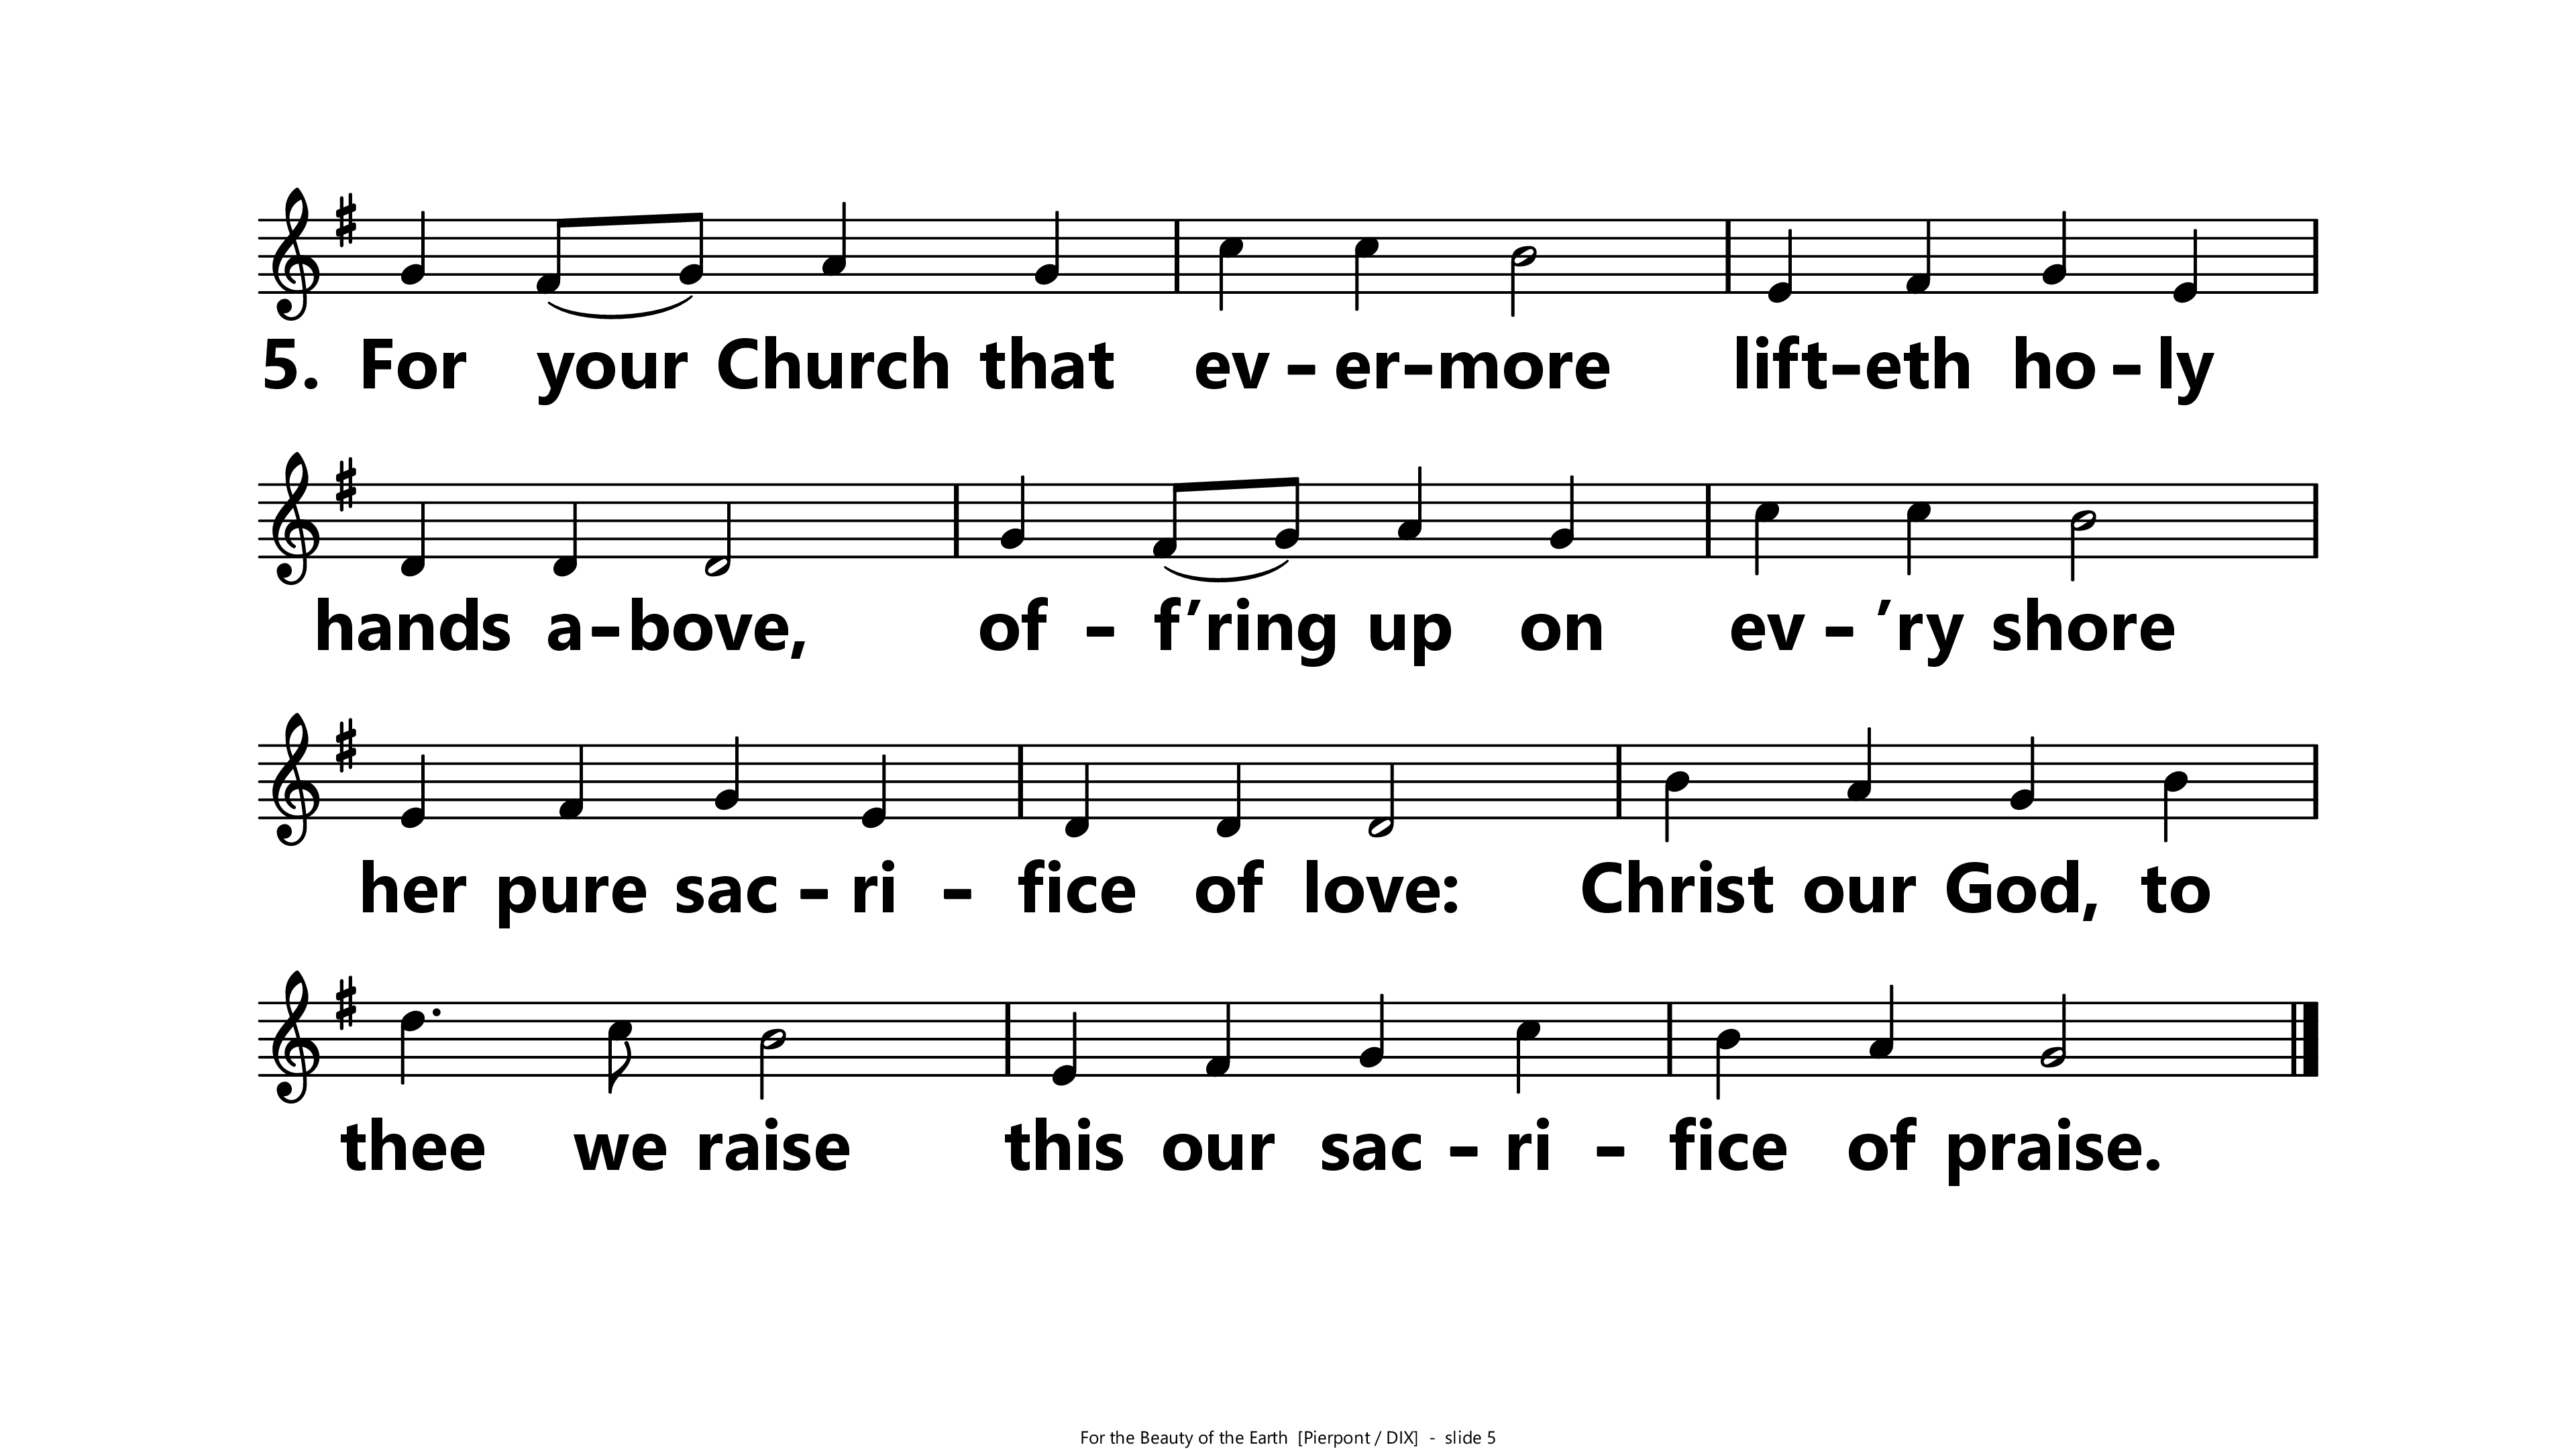 5. For your Church that ev – er–more lift–eth ho – ly
hands a–bove, of – f’ring up on ev – ’ry shore
her pure sac – ri – fice of love: Christ our God, to
thee we raise this our sac – ri – fice of praise.
For the Beauty of the Earth [Pierpont / DIX] - slide 5